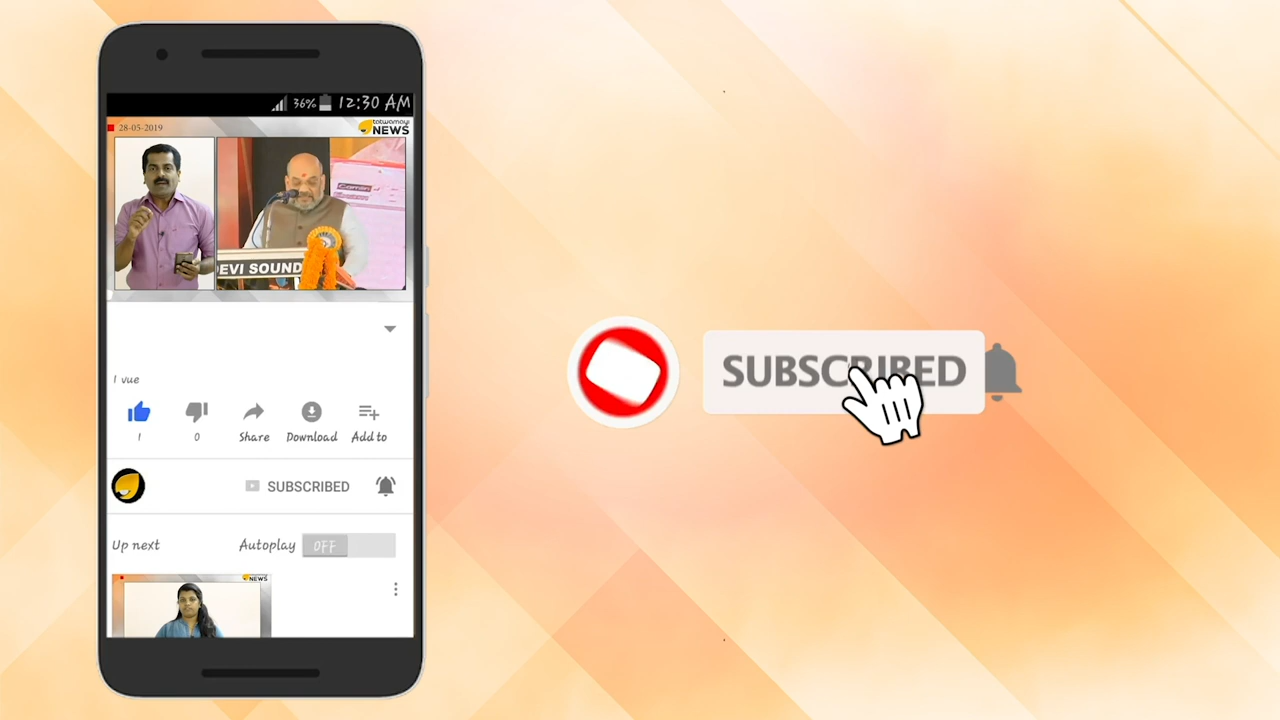 36% 12:30 AM
28-05-2019
tatwamayi
NEWS
DEVI SOUND
1 vue
1
0
Share
Download
Add to
SUBSCRIBED
Up next
Autoplay
OFF
NEWS
SUBSCRIBED